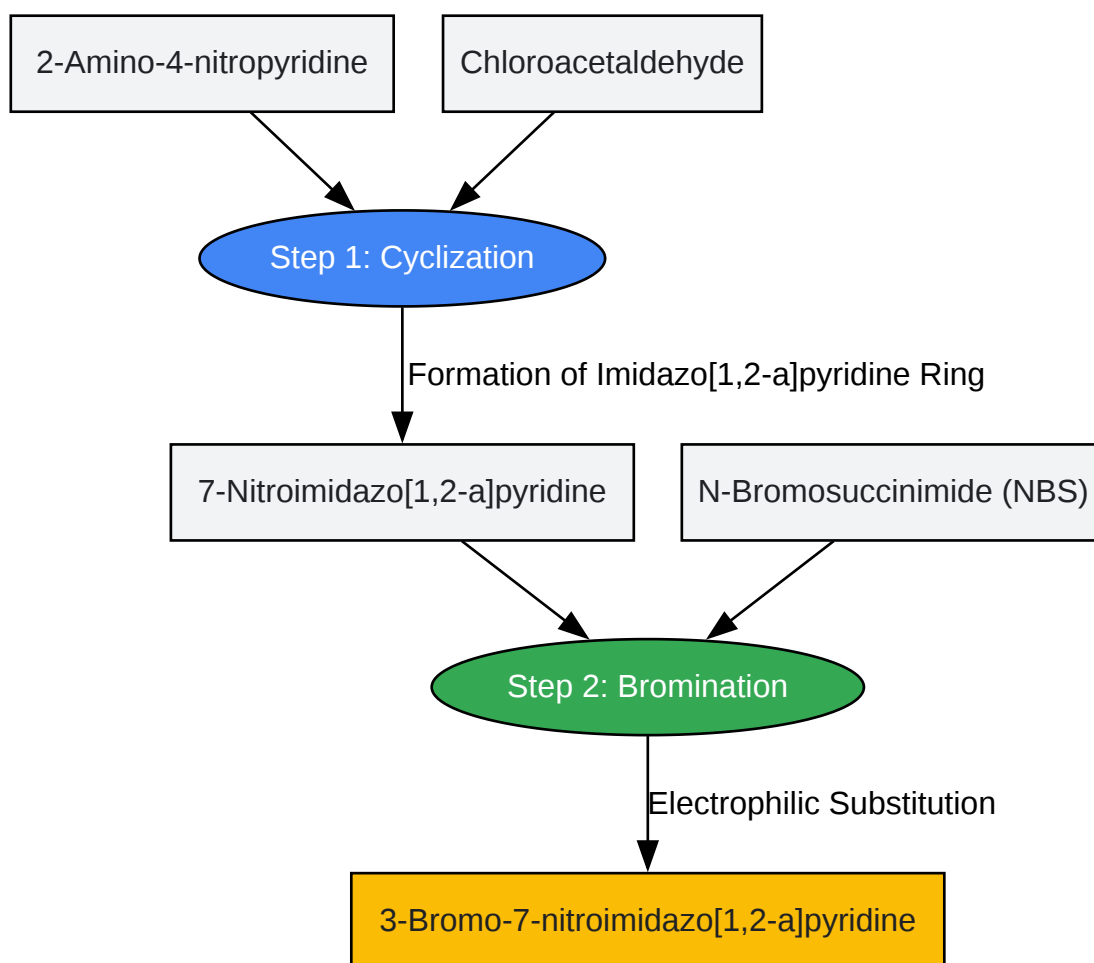 2-Amino-4-nitropyridine
Chloroacetaldehyde
Step 1: Cyclization
Formation of Imidazo[1,2-a]pyridine Ring
7-Nitroimidazo[1,2-a]pyridine
N-Bromosuccinimide (NBS)
Step 2: Bromination
Electrophilic Substitution
3-Bromo-7-nitroimidazo[1,2-a]pyridine